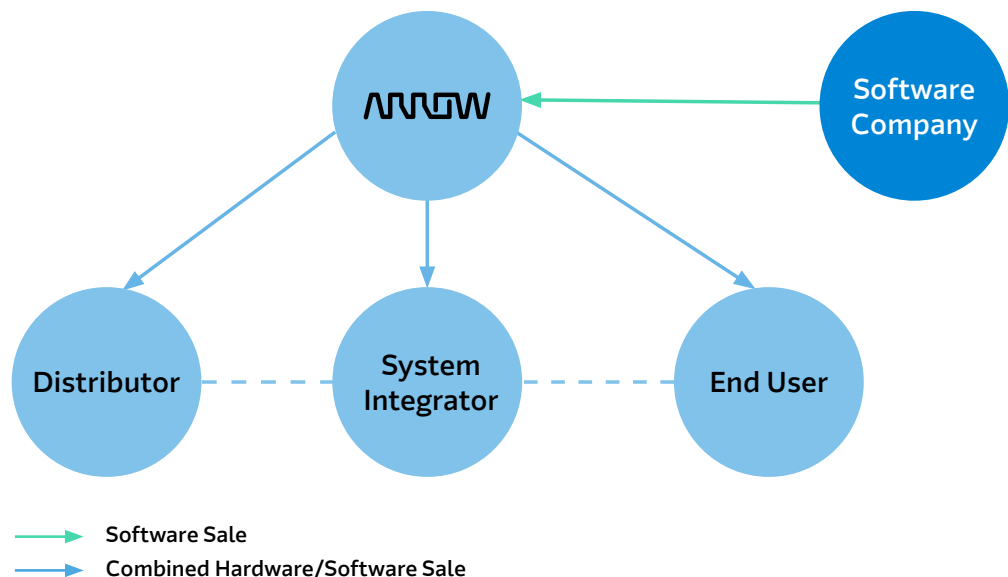 ARROW
Software
Company
Distributor
System
Integrator
End User
Software Sale
Combined Hardware/Software Sale